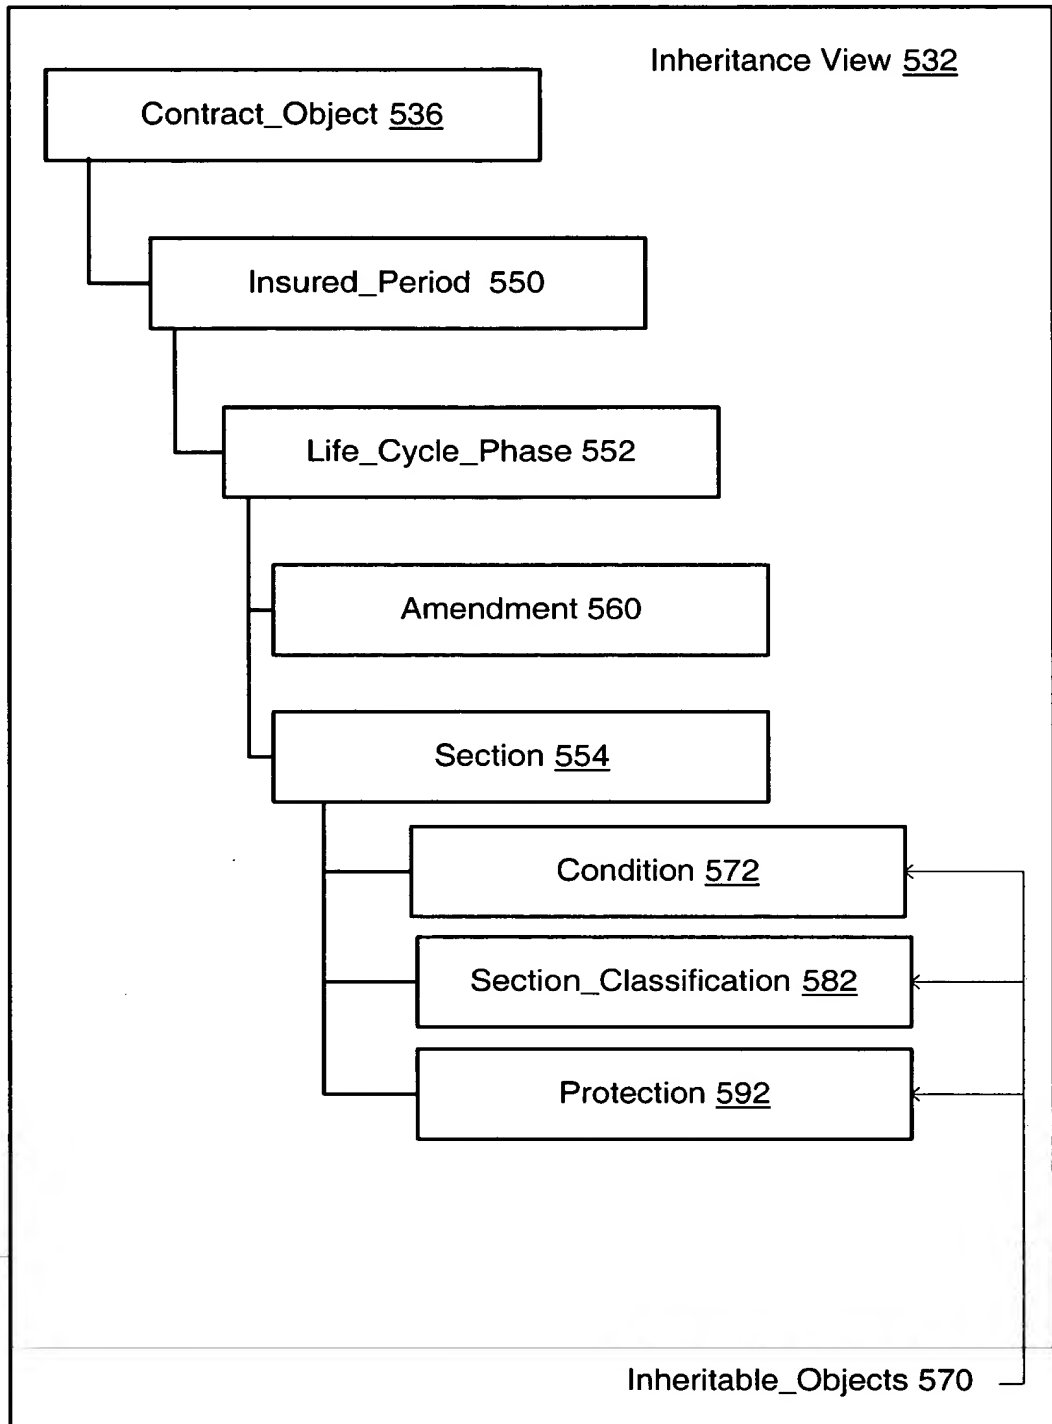 Inheritance View 532
Contract_Object 536
Insured_Period 550
Life_Cycle_Phase 552
Amendment 560
Section 554
Condition 572
Section_Classification 582
Protection 592
Inheritable_Objects 570